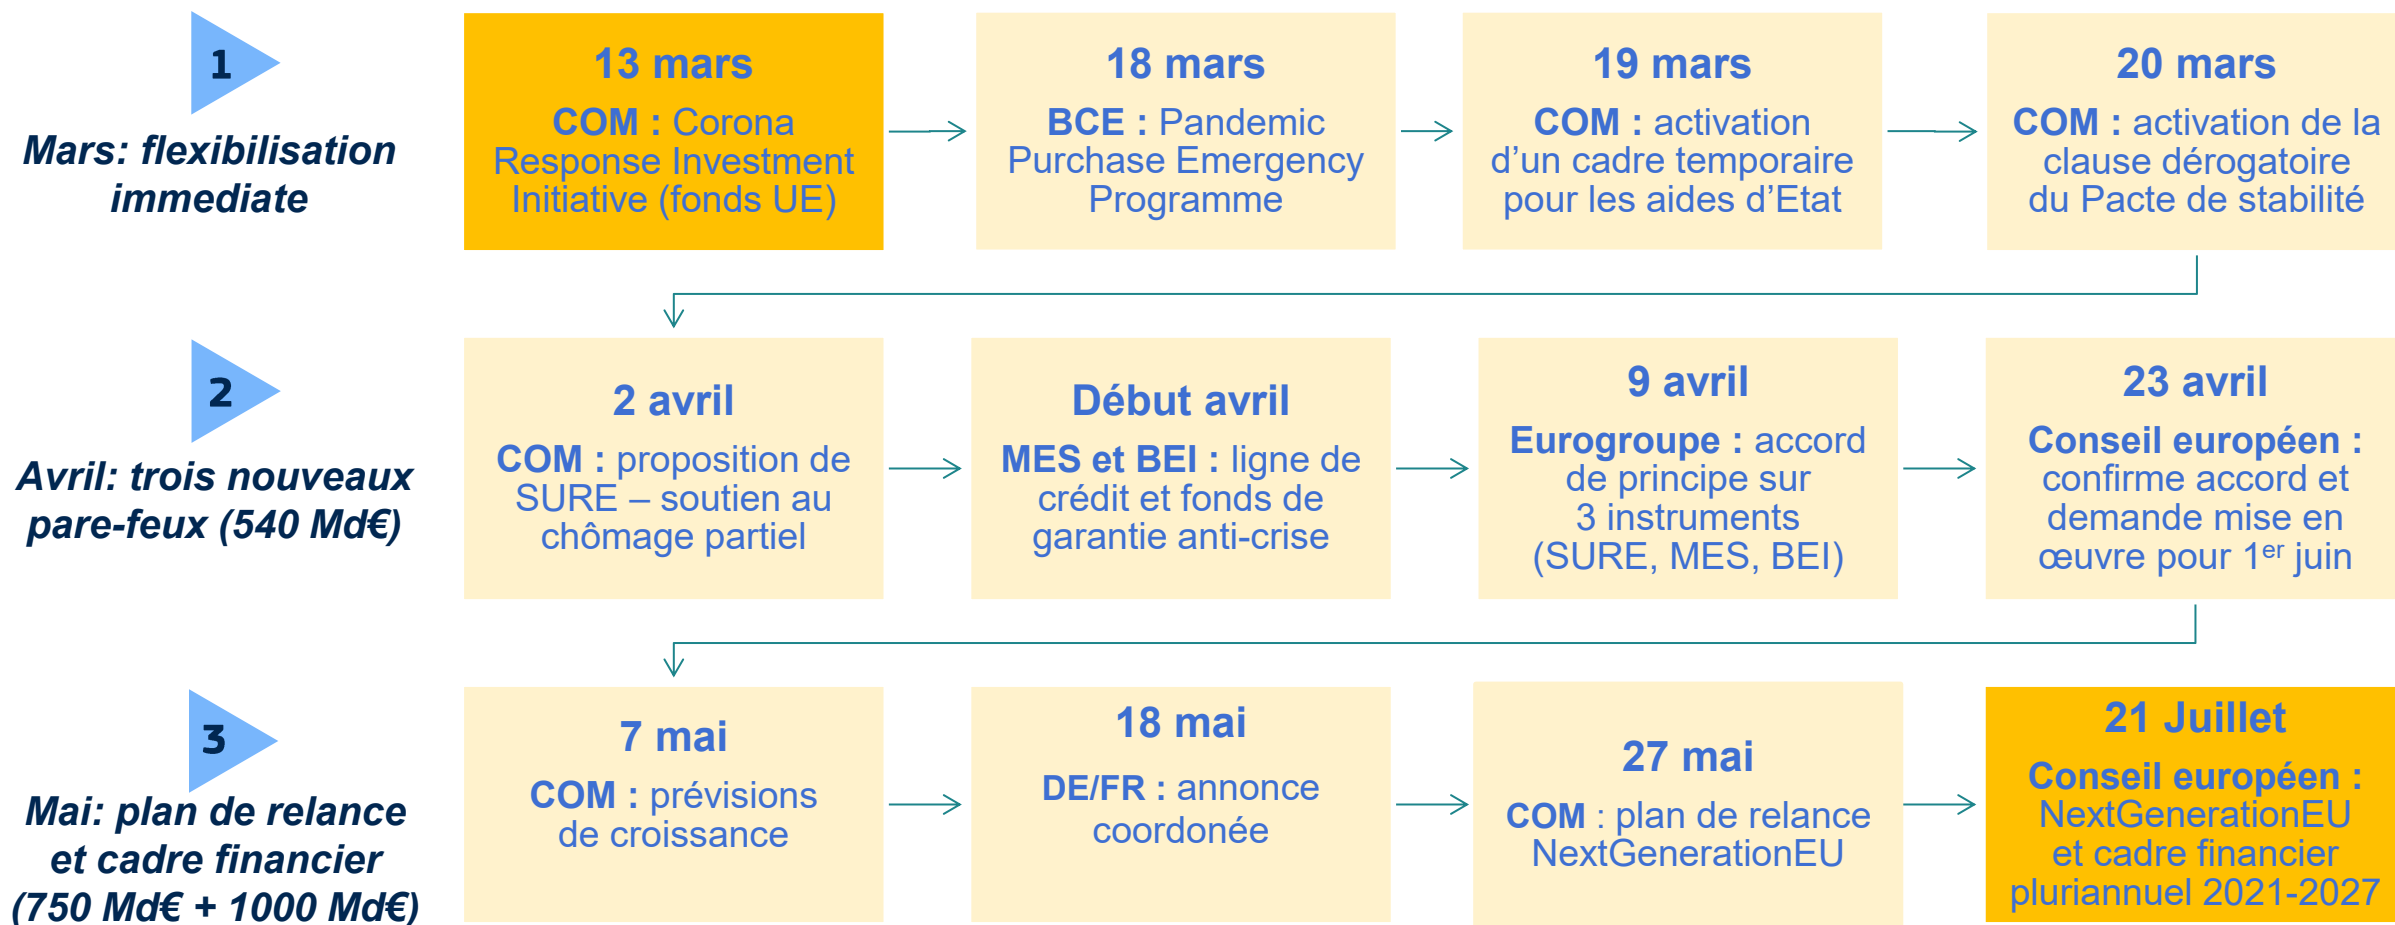 1
Mars: flexibilisation
immediate
13 mars
COM : Corona
Response Investment
Initiative (fonds UE)
18 mars
BCE : Pandemic
Purchase Emergency
Programme
19 mars
COM : activation
d’un cadre temporaire
pour les aides d’Etat
20 mars
COM : activation de la
clause dérogatoire
du Pacte de stabilité
2
Avril: trois nouveaux
pare-feux (540 Md€)
2 avril
COM : proposition de
SURE – soutien au
chômage partiel
Début avril
MES et BEI : ligne de
crédit et fonds de
garantie anti-crise
9 avril
Eurogroupe : accord
de principe sur
3 instruments
(SURE, MES, BEI)
23 avril
Conseil européen :
confirme accord et
demande mise en
œuvre pour 1er juin
3
Mai: plan de relance
et cadre financier
(750 Md€ + 1000 Md€)
7 mai
COM : prévisions
de croissance
18 mai
DE/FR : annonce
coordonée
27 mai
COM : plan de relance
NextGenerationEU
21 Juillet
Conseil européen :
NextGenerationEU
et cadre financier
pluriannuel 2021-2027